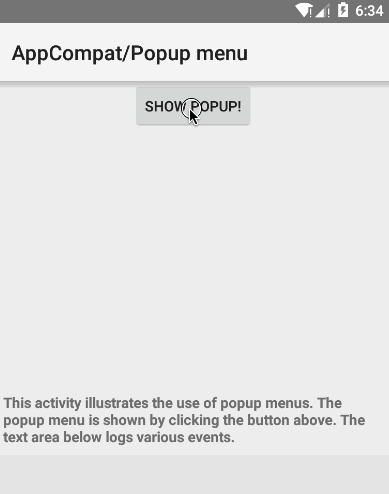 6:34
AppCompat/Popup menu
SHOW POPUP!
This activity illustrates the use of popup menus. The
popup menu is shown by clicking the button above. The
text area below logs various events.